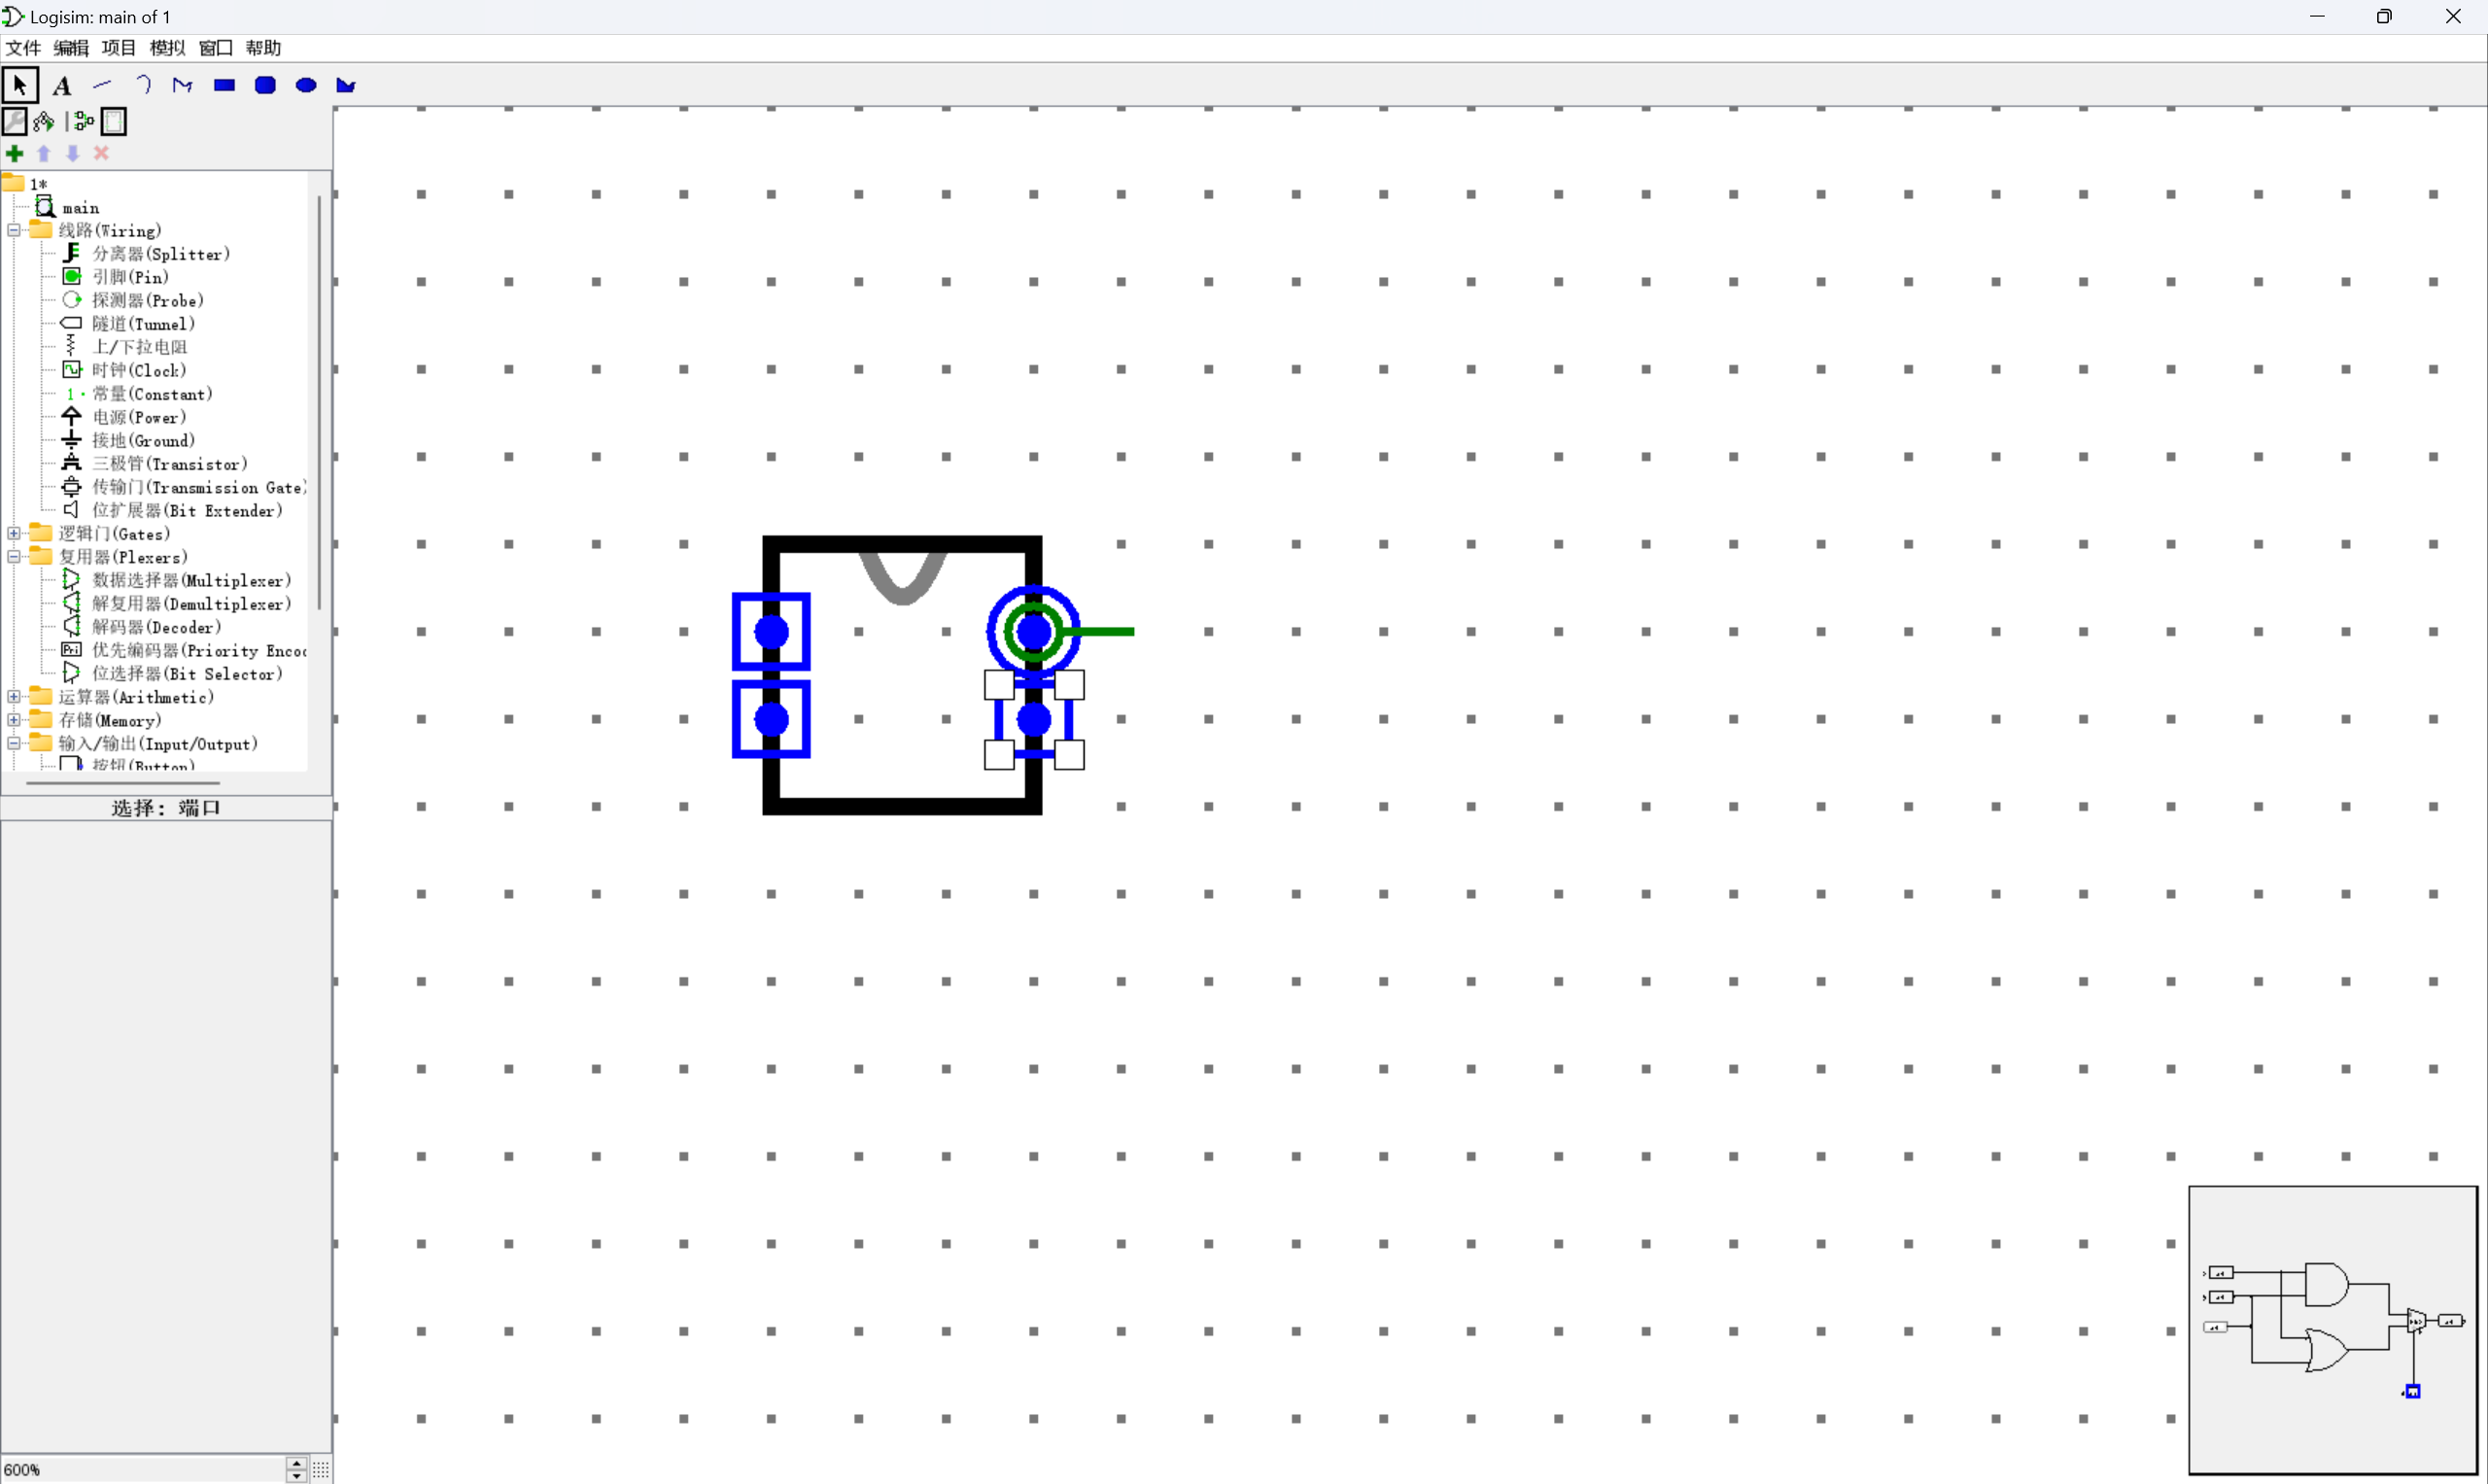 Logisim: main of 1
文件 编辑 项目 模拟 窗口 帮助
A
1*
main
线路(Wiring)
分离器(Splitter)
引脚(Pin)
探测器(Probe)
隧道(Tunnel)
上/下拉电阻
时钟(Clock)
1 常量(Constant)
电源(Power)
接地(Ground)
三极管(Transistor)
传输门(Transmission Gate)
位扩展器(Bit Extender)
逻辑门(Gates)
复用器(Plexers)
数据选择器(Multiplexer)
解复用器(Demultiplexer)
解码器(Decoder)
Pri 优先编码器(Priority Enco
位选择器(Bit Selector)
运算器(Arithmetic)
存储(Memory)
输入/输出(Input/Output)
按钮(Button)
选择: 端口
600%